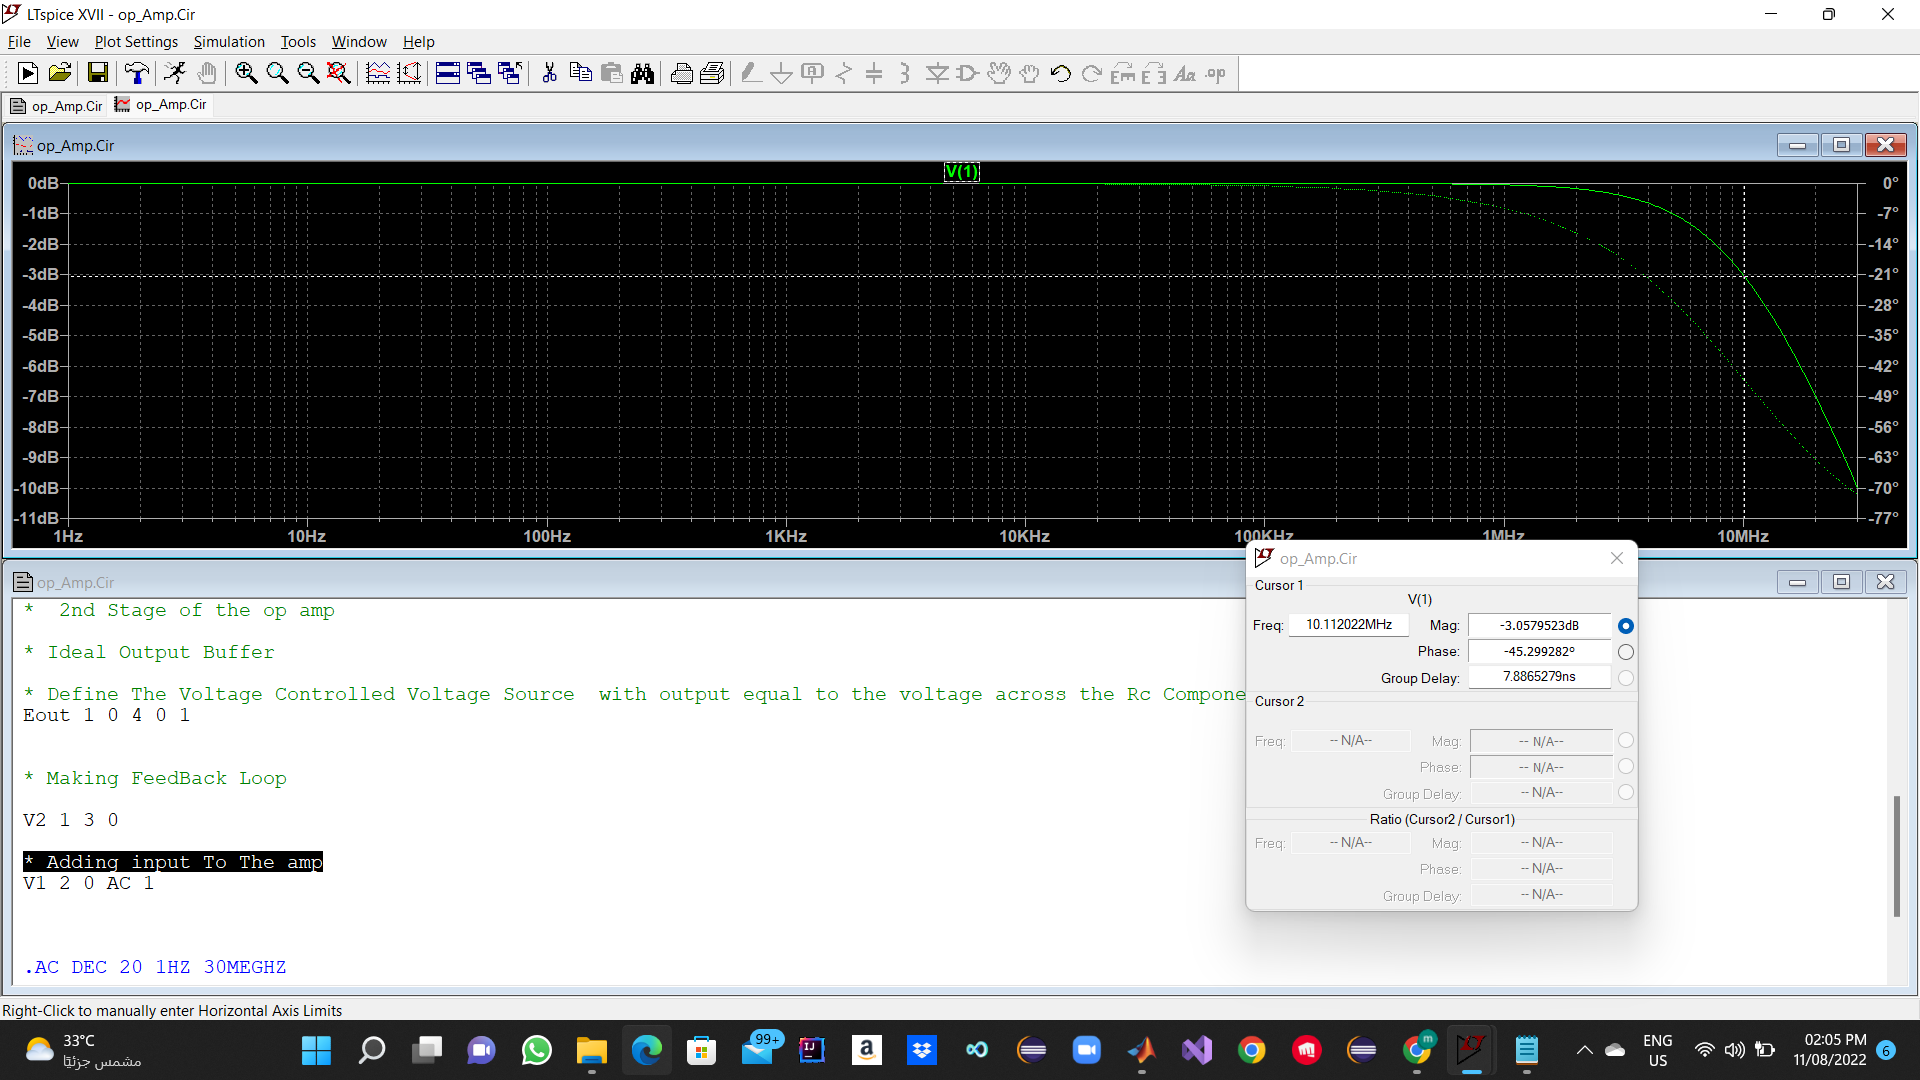 LTspice XVII - op_Amp.Cir
File View Plot Settings Simulation Tools Window Help
op_Amp.Cir op_Amp.Cir
op_Amp.Cir
V(1)
0dB 0°
-1dB -7°
-2dB -14°
-3dB -21°
-4dB -28°
-5dB -35°
-6dB -42°
-7dB -49°
-8dB -56°
-9dB -63°
-10dB -70°
-11dB -77°
1Hz 10Hz 100Hz 1KHz 10KHz 100KHz 1MHz 10MHz
op_Amp.Cir
* 2nd Stage of the op amp
* Ideal Output Buffer
* Define The Voltage Controlled Voltage Source with output equal to the voltage across the Rc Compone
Eout 1 0 4 0 1
* Making FeedBack Loop
V2 1 3 0
* Adding input To The amp
V1 2 0 AC 1
.AC DEC 20 1HZ 30MEGHZ
op_Amp.Cir
Cursor 1
V(1)
Freq: 10.112022MHz Mag: -3.0579523dB
Phase: -45.299282°
Group Delay: 7.8865279ns
Cursor 2
Freq: -- N/A-- Mag: -- N/A--
Phase: -- N/A--
Group Delay: -- N/A--
Ratio (Cursor2 / Cursor1)
Freq: -- N/A-- Mag: -- N/A--
Phase: -- N/A--
Group Delay: -- N/A--
Right-Click to manually enter Horizontal Axis Limits
33°C
مشمس جزئيًا
99+
ENG
US
02:05 PM
11/08/2022
6